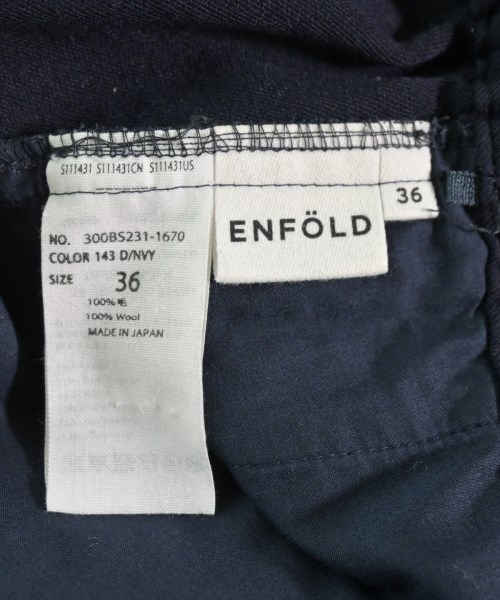 S111431 S111431CN S111431US
NO. 300BS231-1670
COLOR 143 D/NVY
SIZE 36
100%毛
100% Wool
MADE IN JAPAN
ENFÖLD
36